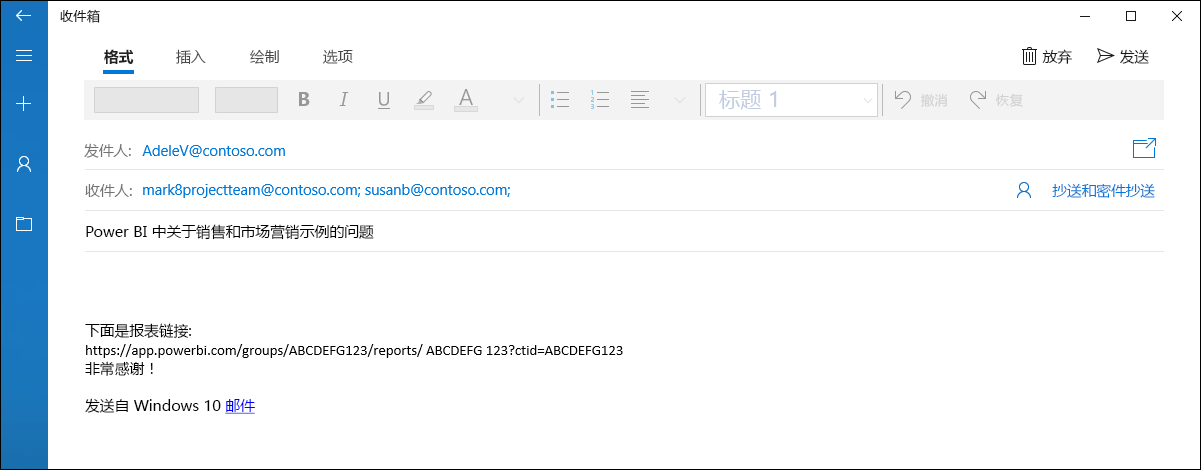 收件箱
格式 插入 绘制 选项 放弃 发送
B I U A 标题 1 撤消 恢复
发件人: AdeleV@contoso.com
收件人: mark8projectteam@contoso.com; susanb@contoso.com; 抄送和密件抄送
Power BI 中关于销售和市场营销示例的问题
下面是报表链接:
https://app.powerbi.com/groups/ABCDEFG123/reports/ ABCDEFG 123?ctid=ABCDEFG123
非常感谢！
发送自 Windows 10 邮件